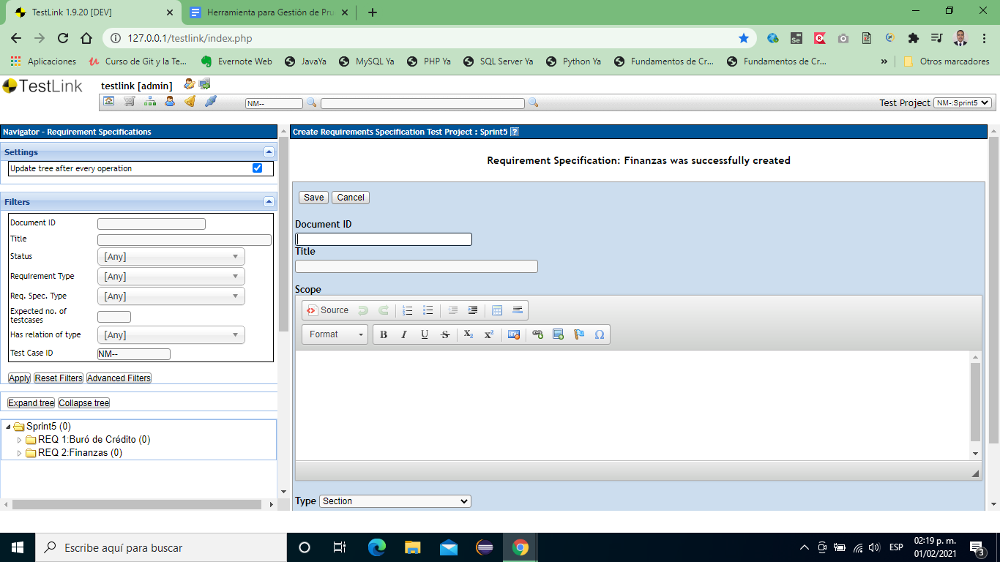 TestLink 1.9.20 [DEV]
Herramienta para Gestión de Pru
127.0.0.1/testlink/index.php
Aplicaciones
Curso de Git y la Te...
Evernote Web
JavaYa
MySQL Ya
PHP Ya
SQL Server Ya
Python Ya
Fundamentos de Cr...
Fundamentos de Cr...
»
Otros marcadores
TestLink
testlink [admin]
NM--
Test Project
NM-:Sprint5
Navigator - Requirement Specifications
Settings
Update tree after every operation
Filters
Document ID
Title
Status
[Any]
Requirement Type
[Any]
Req. Spec. Type
[Any]
Expected no. of
testcases
Has relation of type
[Any]
Test Case ID
NM--
Apply
Reset Filters
Advanced Filters
Expand tree
Collapse tree
Sprint5 (0)
REQ 1:Buró de Crédito (0)
REQ 2:Finanzas (0)
Create Requirements Specification Test Project : Sprint5 ?
Requirement Specification: Finanzas was successfully created
Save
Cancel
Document ID
Title
Scope
Source
Format
B I U S X₂ X² HTML Ω
Type
Section
Escribe aquí para buscar
ESP
02:19 p. m.
01/02/2021
3